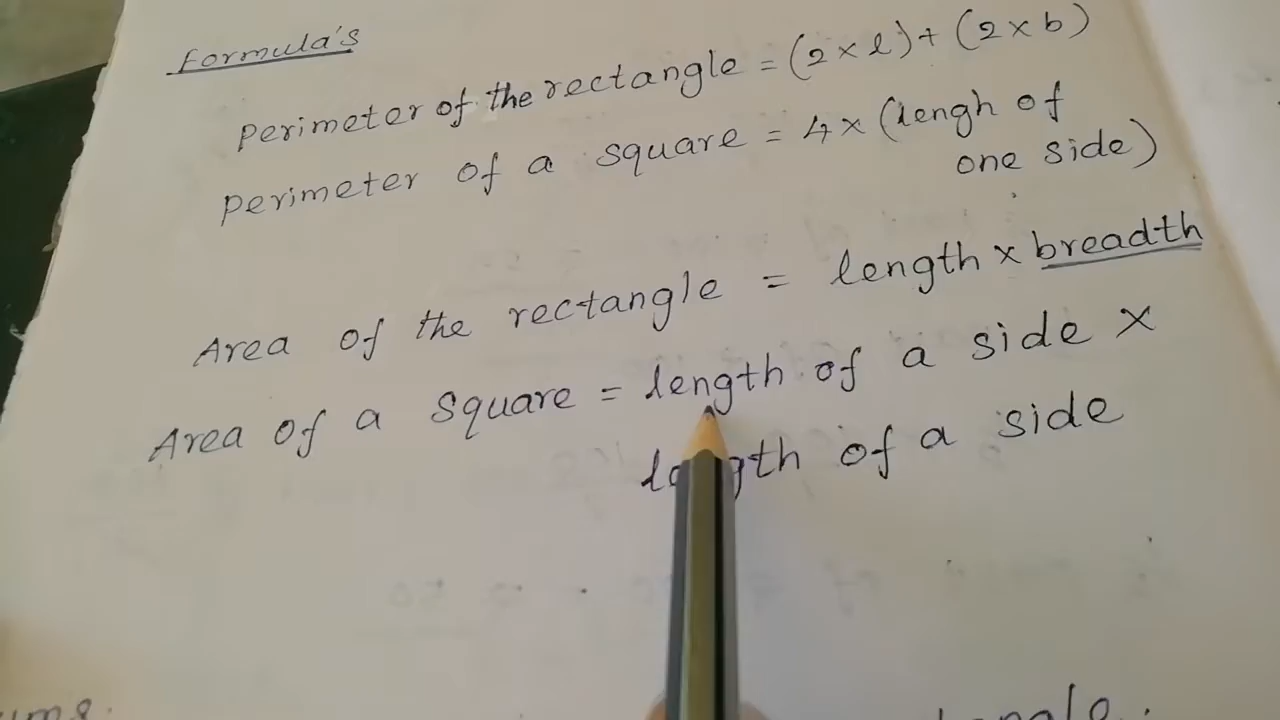 Formula's
Perimeter of the rectangle = (2 × l) + (2 × b)
Perimeter of a square = 4 × (lengh of
one side)
Area of the rectangle = length × breadth
Area of a square = length of a side ×
length of a side